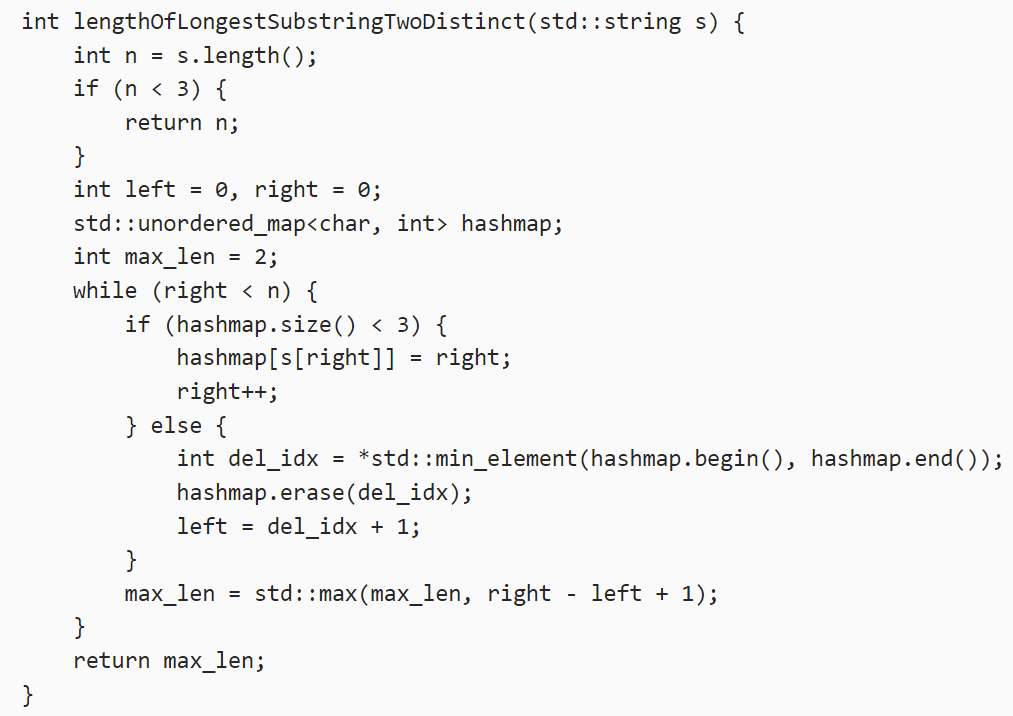 int lengthOfLongestSubstringTwoDistinct(std::string s) {
    int n = s.length();
    if (n < 3) {
        return n;
    }
    int left = 0, right = 0;
    std::unordered_map<char, int> hashmap;
    int max_len = 2;
    while (right < n) {
        if (hashmap.size() < 3) {
            hashmap[s[right]] = right;
            right++;
        } else {
            int del_idx = *std::min_element(hashmap.begin(), hashmap.end());
            hashmap.erase(del_idx);
            left = del_idx + 1;
        }
        max_len = std::max(max_len, right - left + 1);
    }
    return max_len;
}